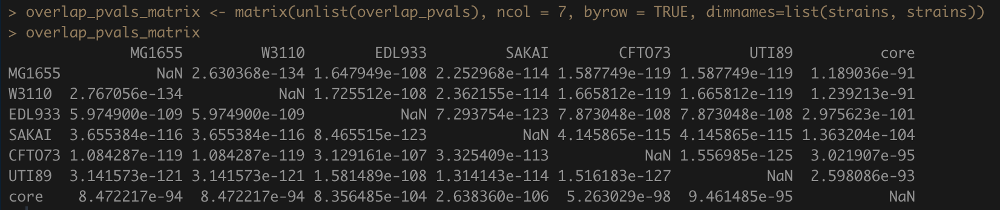 > overlap_pvals_matrix <- matrix(unlist(overlap_pvals), ncol = 7, byrow = TRUE, dimnames=list(strains, strains))
> overlap_pvals_matrix
MG1655 W3110 EDL933 SAKAI CFT073 UTI89 core
MG1655 NaN 2.630368e-134 1.647949e-108 2.252968e-114 1.587749e-119 1.587749e-119 1.189036e-91
W3110 2.767056e-134 NaN 1.725512e-108 2.362155e-114 1.665812e-119 1.665812e-119 1.239213e-91
EDL933 5.974900e-109 5.974900e-109 NaN 7.293754e-123 7.873048e-108 7.873048e-108 2.975623e-101
SAKAI 3.655384e-116 3.655384e-116 8.465515e-123 NaN 4.145865e-115 4.145865e-115 1.363204e-104
CFT073 1.084287e-119 1.084287e-119 3.129161e-107 3.325409e-113 NaN 1.556985e-125 3.021907e-95
UTI89 3.141573e-121 3.141573e-121 1.581489e-108 1.314143e-114 1.516183e-127 NaN 2.598086e-93
core 8.472217e-94 8.472217e-94 8.356485e-104 2.638360e-106 5.263029e-98 9.461485e-95 NaN